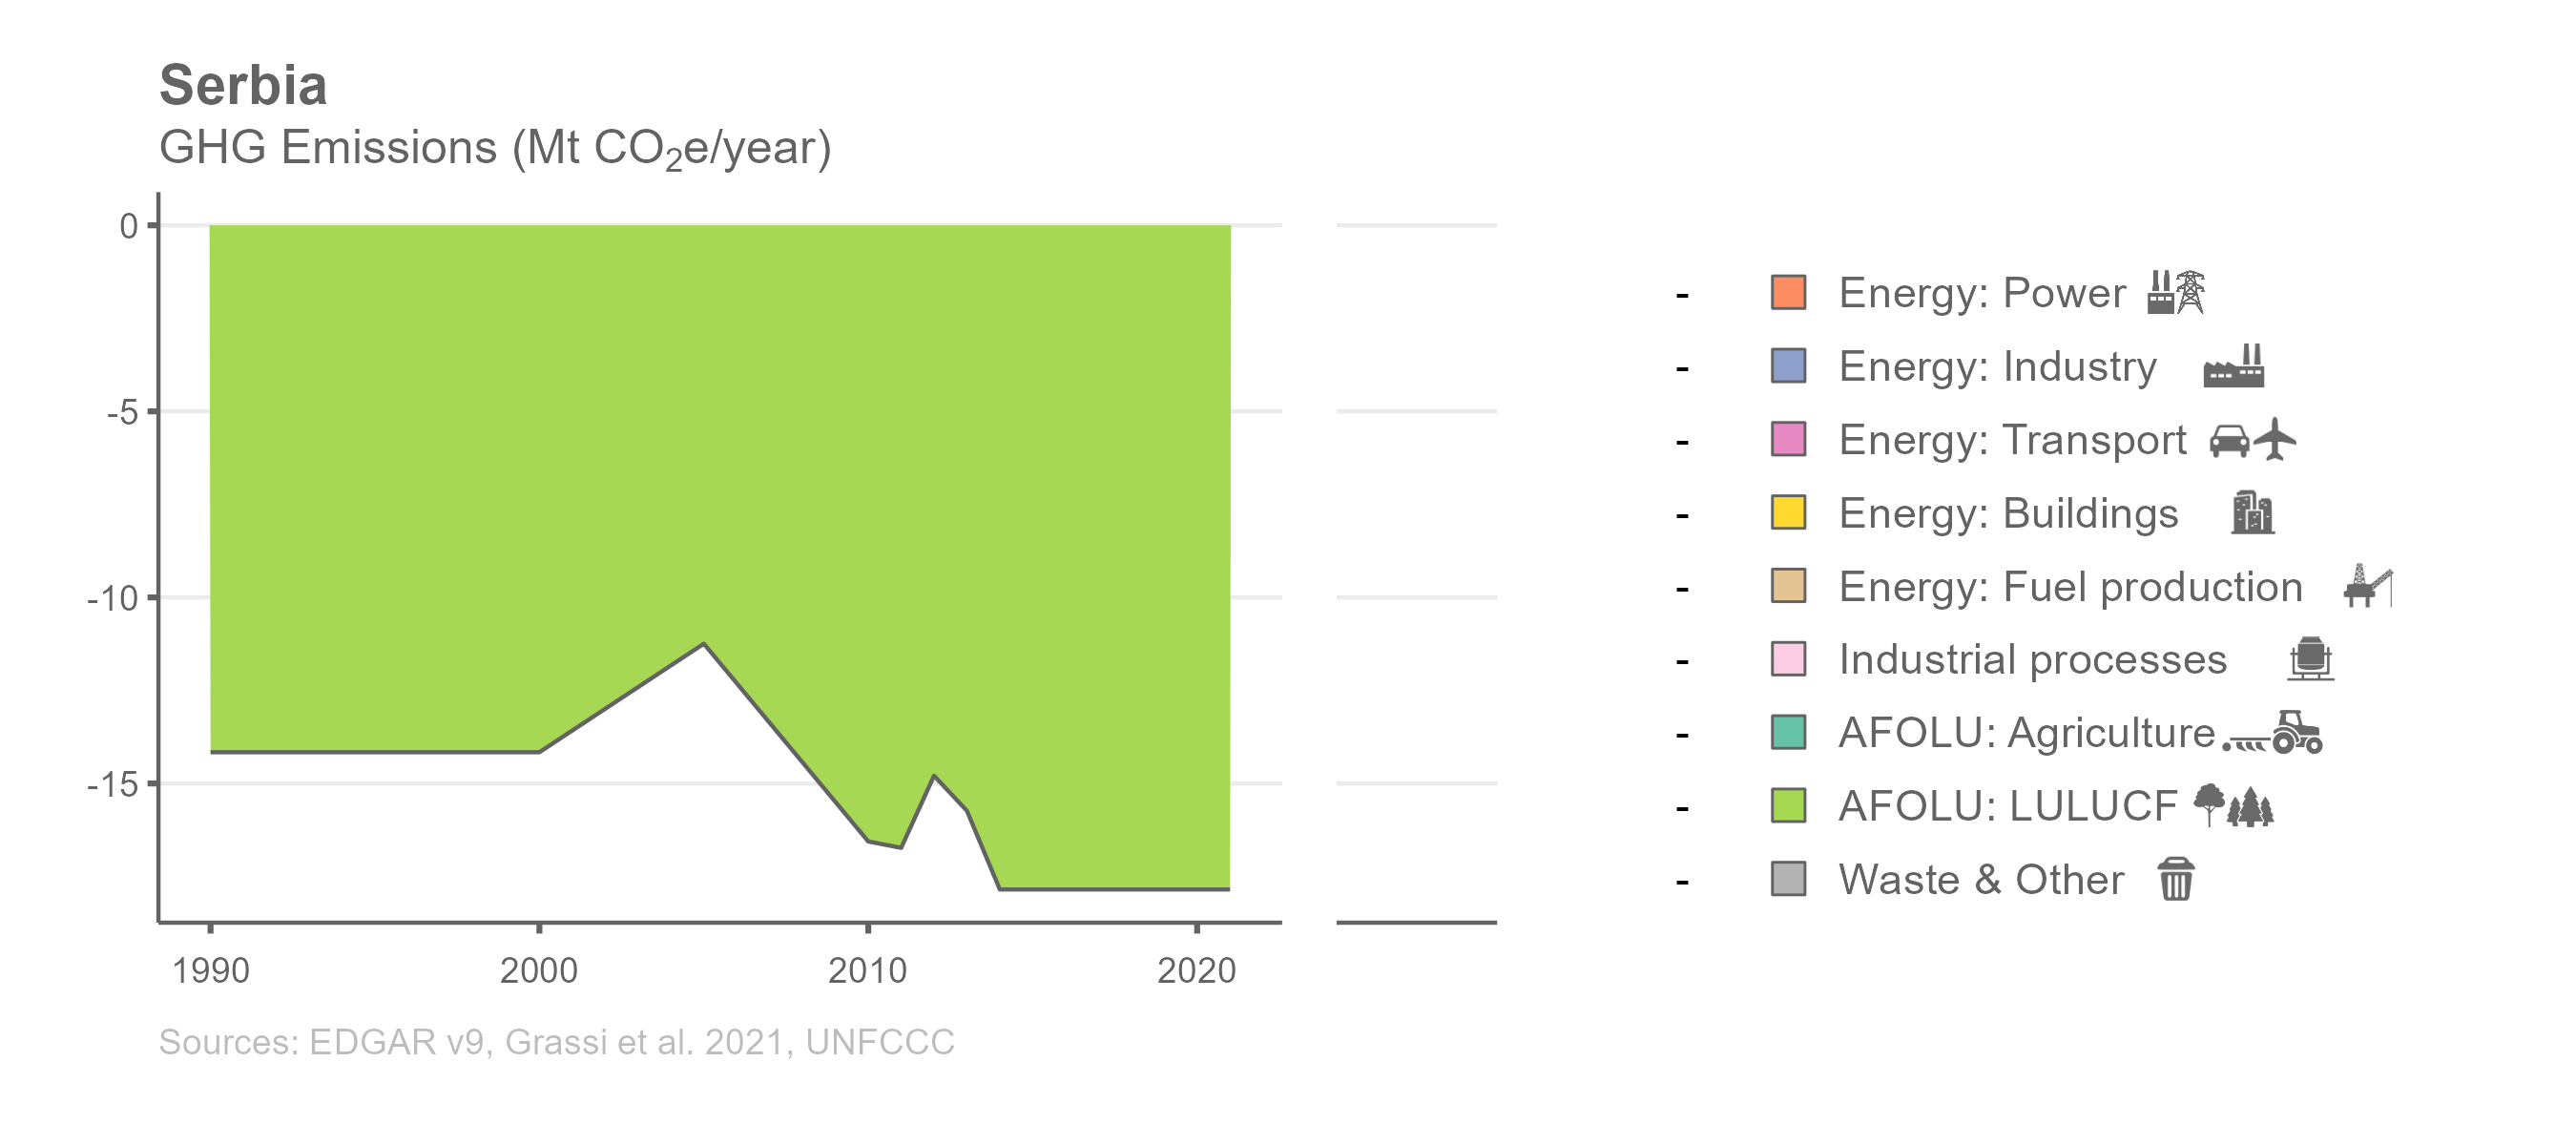 Serbia
GHG Emissions (Mt CO₂e/year)
0
-5
-10
-15
1990 2000 2010 2020
- Energy: Power
- Energy: Industry
- Energy: Transport
- Energy: Buildings
- Energy: Fuel production
- Industrial processes
- AFOLU: Agriculture
- AFOLU: LULUCF
- Waste & Other
Sources: EDGAR v9, Grassi et al. 2021, UNFCCC